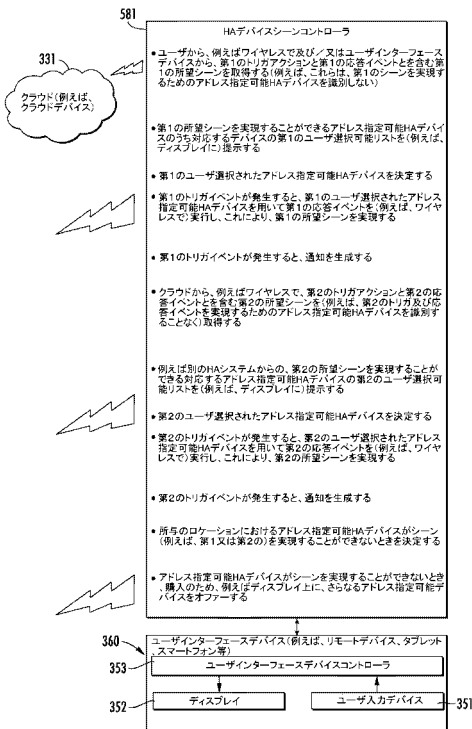 581
HAデバイスシーンコントローラ
331
クラウド(例えば、
クラウドデバイス)
• ユーザから、例えばワイヤレスで及び/又はユーザインターフェース
デバイスから、第1のトリガアクションと第1の応答イベントとを含む第
1の所望シーンを取得する(例えば、これらは、第1のシーンを実現す
るためのアドレス指定可能HAデバイスを識別しない)
• 第1の所望シーンを実現することができるアドレス指定可能HAデバイ
スのうち対応するデバイスの第1のユーザ選択可能リストを(例えば、
ディスプレイに)提示する
• 第1のユーザ選択されたアドレス指定可能HAデバイスを決定する
• 第1のトリガイベントが発生すると、第1のユーザ選択されたアドレス
指定可能HAデバイスを用いて第1の応答イベントを(例えば、ワイヤ
レスで)実行し、これにより、第1の所望シーンを実現する
• 第1のトリガイベントが発生すると、通知を生成する
• クラウドから、例えばワイヤレスで、第2のトリガアクションと第2の応
答イベントとを含む第2の所望シーンを(例えば、第2のトリガ及び応答
イベントを実現するためのアドレス指定可能HAデバイスを識別
することなく)取得する
• 例えば別のHAシステムからの、第2の所望シーンを実現することが
できる対応するアドレス指定可能HAデバイスの第2のユーザ選択可
能リストを(例えば、ディスプレイに)提示する
• 第2のユーザ選択されたアドレス指定可能HAデバイスを決定する
• 第2のトリガイベントが発生すると、第2のユーザ選択されたアドレス
指定可能HAデバイスを用いて第2の応答イベントを(例えば、ワイヤ
レスで)実行し、これにより、第2の所望シーンを実現する
• 第2のトリガイベントが発生すると、通知を生成する
• 所与のロケーションにおけるアドレス指定可能HAデバイスがシーン
(例えば、第1又は第2の)を実現することができないときを決定する
• アドレス指定可能HAデバイスがシーンを実現することができないとき
、購入のため、例えばディスプレイ上に、さらなるアドレス指定可能デ
バイスをオファーする
360
ユーザインターフェースデバイス(例えば、リモートデバイス、タブレット
、スマートフォン等)
353
ユーザインターフェースデバイスコントローラ
352
ディスプレイ
ユーザ入力デバイス
351